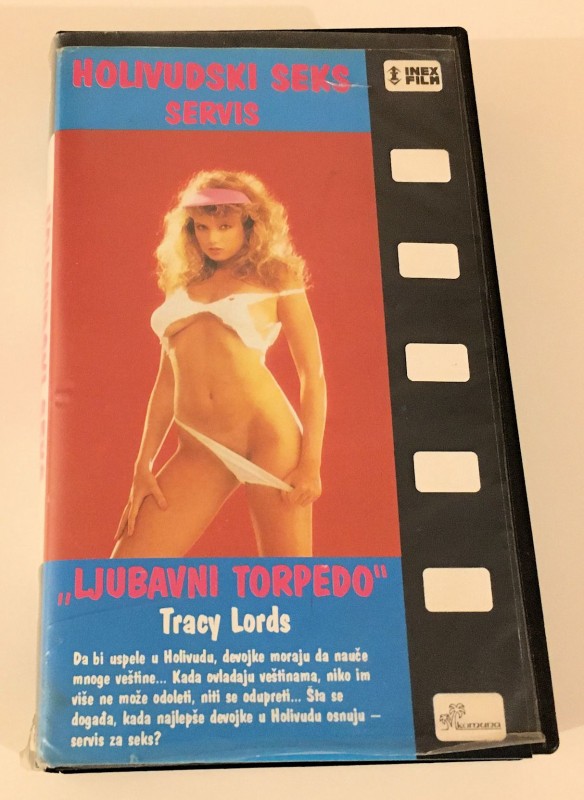 HOLIVUDSKI SEKS
SERVIS
INEX
FILM
„LJUBAVNI TORPEDO“
Tracy Lords
Da bi uspele u Holivudu, devojke moraju da nauče
mnoge veštine... Kada ovladaju veštinama, niko im
više ne može odoleti, niti se odupreti... Šta se
događa, kada najlepše devojke u Holivudu osnuju –
servis za seks?
komuna